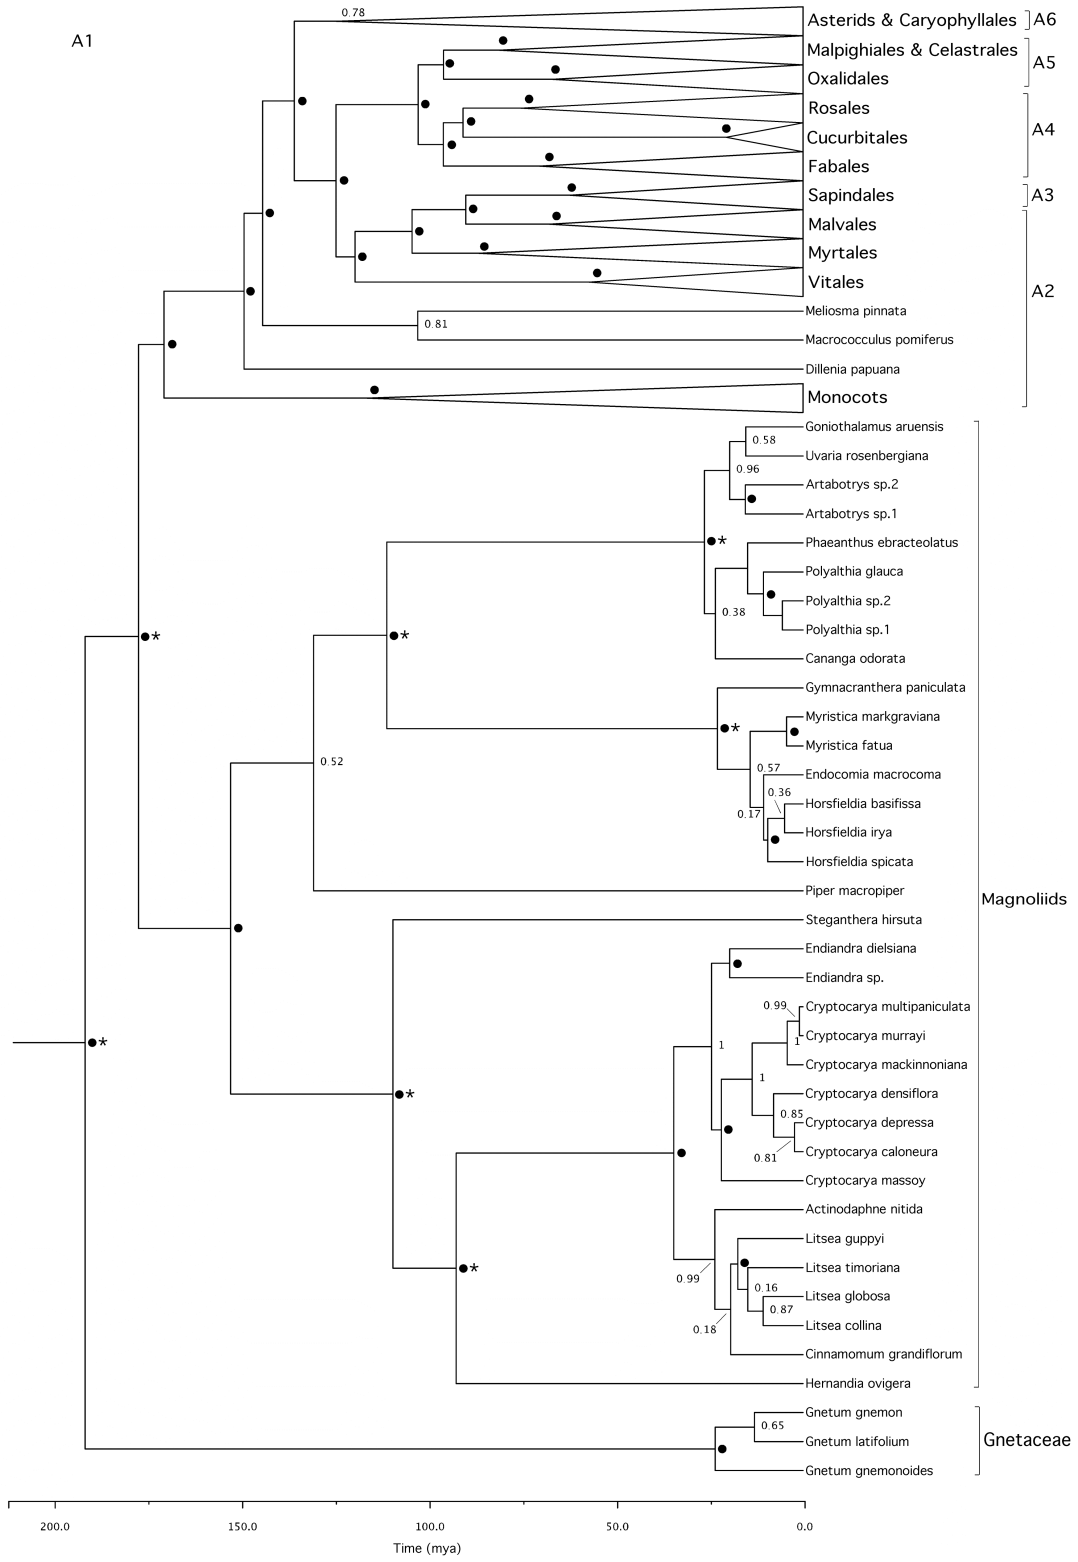 A1
0.78
Asterids & Caryophyllales
A6
Malpighiales & Celastrales
A5
Oxalidales
Rosales
A4
Cucurbitales
Fabales
Sapindales
A3
Malvales
Myrtales
Vitales
A2
Meliosma pinnata
0.81
Macrococculus pomiferus
Dillenia papuana
Monocots
Goniothalamus aruensis
0.58
Uvaria rosenbergiana
0.96
Artabotrys sp.2
Artabotrys sp.1
*
Phaeanthus ebracteolatus
Polyalthia glauca
Polyalthia sp.2
0.38
Polyalthia sp.1
*
*
Cananga odorata
Gymnacranthera paniculata
Myristica markgraviana
*
Myristica fatua
0.52
0.57
Endocomia macrocoma
0.36
Horsfieldia basifissa
0.17
Horsfieldia irya
Horsfieldia spicata
Piper macropiper
Magnoliids
Steganthera hirsuta
Endiandra dielsiana
Endiandra sp.
0.99
Cryptocarya multipaniculata
Cryptocarya murrayi
1
*
1
Cryptocarya mackinnoniana
1
*
Cryptocarya densiflora
0.85
Cryptocarya depressa
Cryptocarya caloneura
0.81
Cryptocarya massoy
Actinodaphne nitida
Litsea guppyi
*
Litsea timoriana
0.99
0.16
Litsea globosa
0.87
0.18
Litsea collina
Cinnamomum grandiflorum
Hernandia ovigera
Gnetum gnemon
0.65
Gnetaceae
Gnetum latifolium
Gnetum gnemonoides
200.0 150.0 100.0 50.0 0.0
Time (mya)